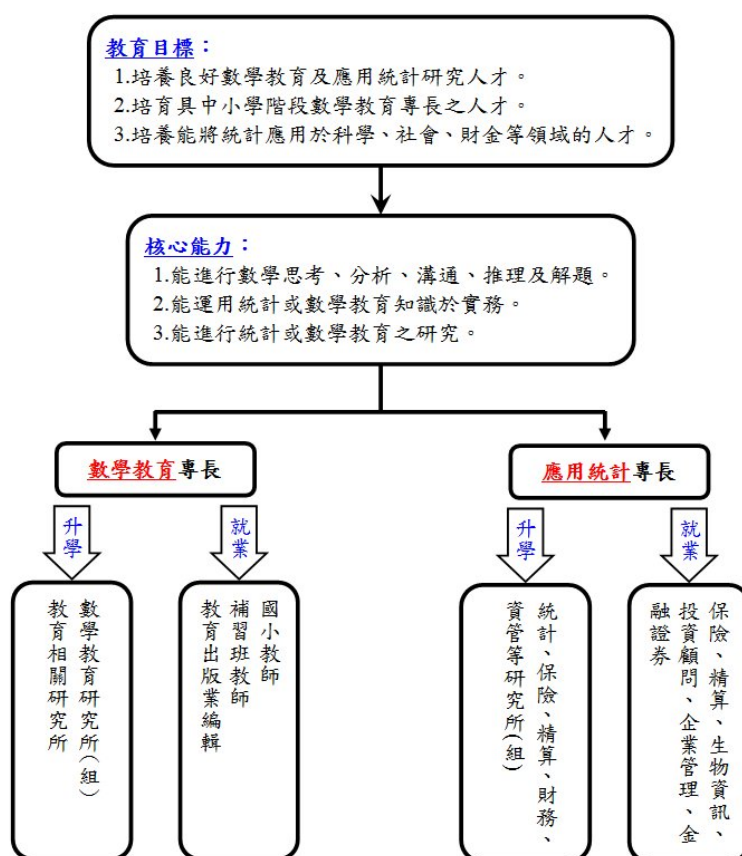 教育目標：
1.培養良好數學教育及應用統計研究人才。
2.培育具中小學階段數學教育專長之人才。
3.培養能將統計應用於科學、社會、財金等領域的人才。
核心能力：
1.能進行數學思考、分析、溝通、推理及解題。
2.能運用統計或數學教育知識於實務。
3.能進行統計或數學教育之研究。
數學教育專長
應用統計專長
升學
就業
升學
就業
數學教育研究所(組)
教育相關研究所
國小教師
補習班教師
教育出版業編輯
統計、保險、精算、財務、
資管等研究所(組)
保險、精算、生物資訊、
投資顧問、企業管理、金
融證券